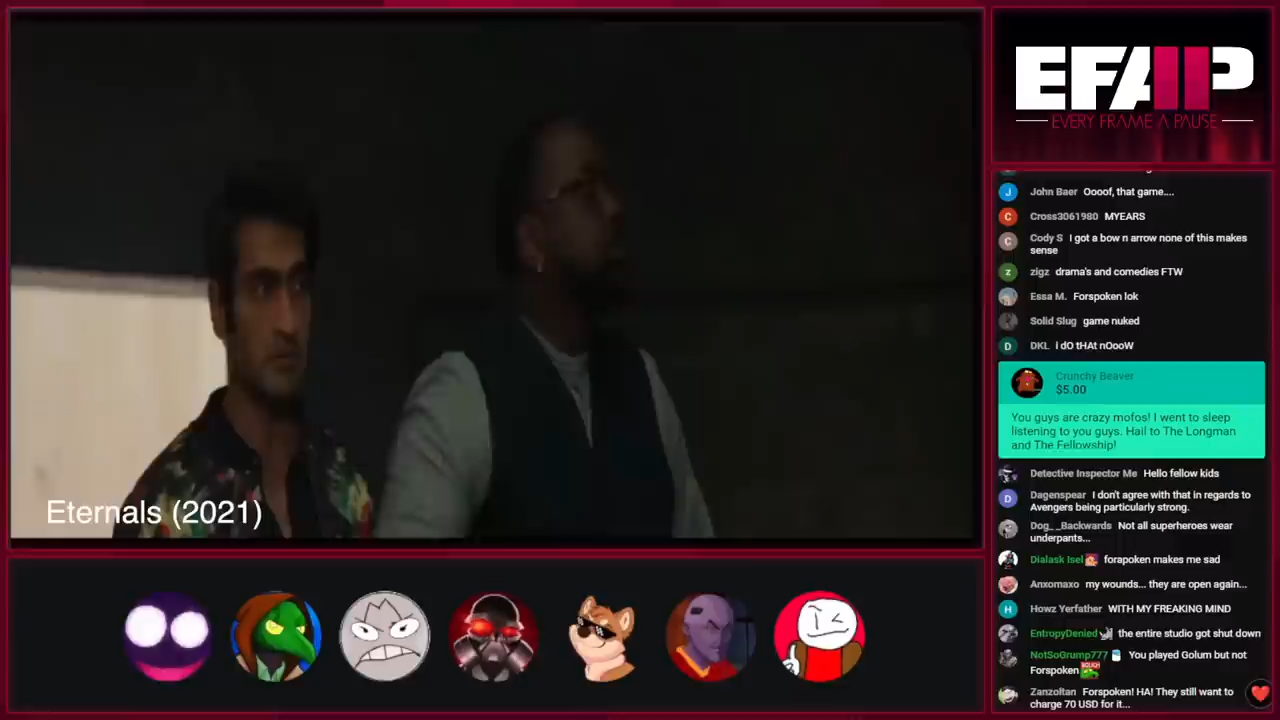 Eternals (2021)
EFAP
EVERY FRAME A PAUSE
John Baer Oooof, that game....
Cross3061980 MYEARS
Cody S I got a bow n arrow none of this makes
sense
zigz drama's and comedies FTW
Essa M. Forspoken lok
Solid Slug game nuked
DKL i dO tHAt nOooW
Crunchy Beaver
$5.00
You guys are crazy mofos! I went to sleep
listening to you guys. Hail to The Longman
and The Fellowship!
Detective Inspector Me Hello fellow kids
Dagenspear I don't agree with that in regards to
Avengers being particularly strong.
Dog__Backwards Not all superheroes wear
underpants...
Dialask Isel forapoken makes me sad
Anxomaxo my wounds... they are open again...
Howz Yerfather WITH MY FREAKING MIND
EntropyDenied the entire studio got shut down
NotSoGrump777 You played Golum but not
Forspoken
Zanzoltan Forspoken! HA! They still want to
charge 70 USD for it...